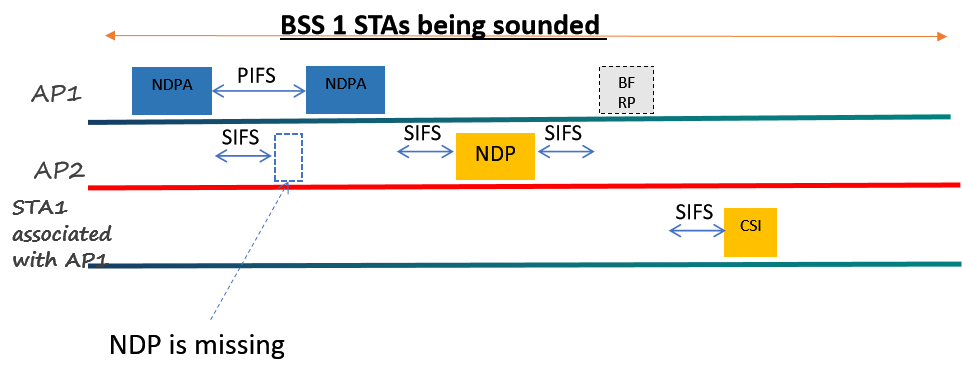 BSS 1 STAs being sounded
NDPA
PIFS
NDPA
BF
RP
AP1
SIFS
SIFS
NDP
SIFS
AP2
STA1
associated
with AP1
SIFS
CSI
NDP is missing